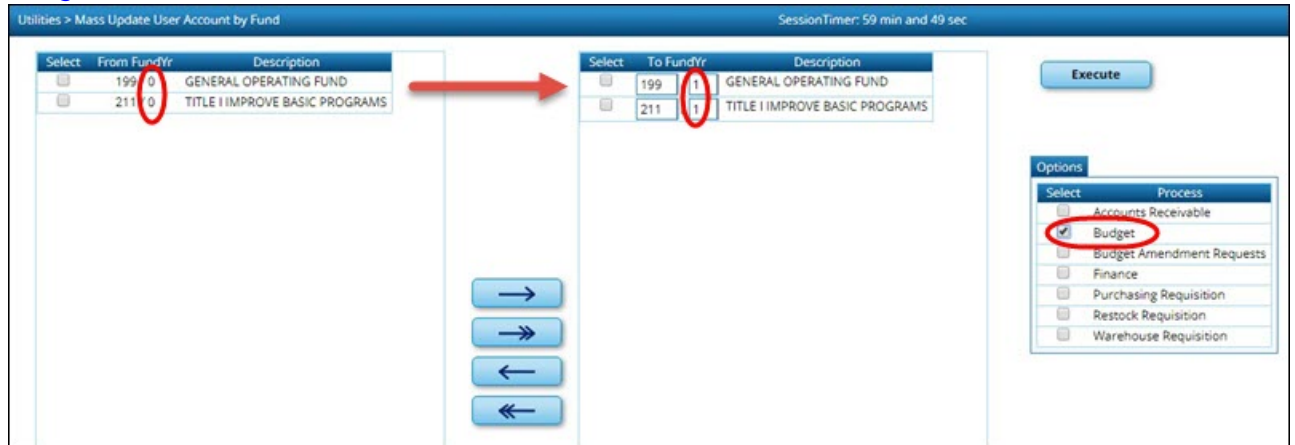 Utilities > Mass Update User Account by Fund
SessionTimer: 59 min and 49 sec
Select From FundYr Description
199 / 0 GENERAL OPERATING FUND
211 / 0 TITLE I IMPROVE BASIC PROGRAMS
Select To FundYr Description
199 / 1 GENERAL OPERATING FUND
211 / 1 TITLE I IMPROVE BASIC PROGRAMS
Execute
Options
Select Process
Accounts Receivable
Budget
Budget Amendment Requests
Finance
Purchasing Requisition
Restock Requisition
Warehouse Requisition